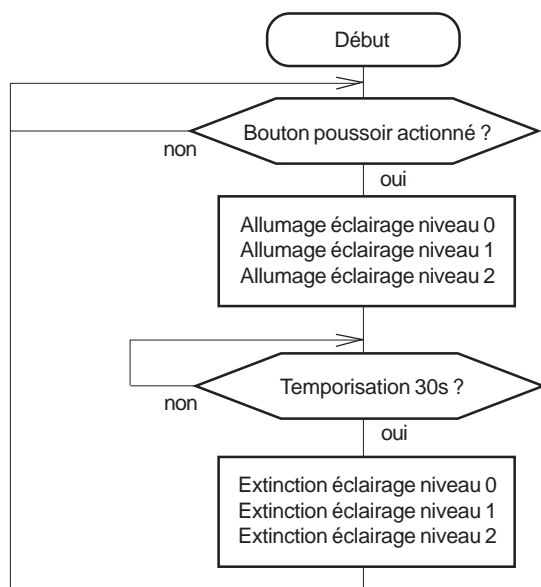 Début
Bouton poussoir actionné ?
non
oui
Allumage éclairage niveau 0
Allumage éclairage niveau 1
Allumage éclairage niveau 2
Temporisation 30s ?
non
oui
Extinction éclairage niveau 0
Extinction éclairage niveau 1
Extinction éclairage niveau 2